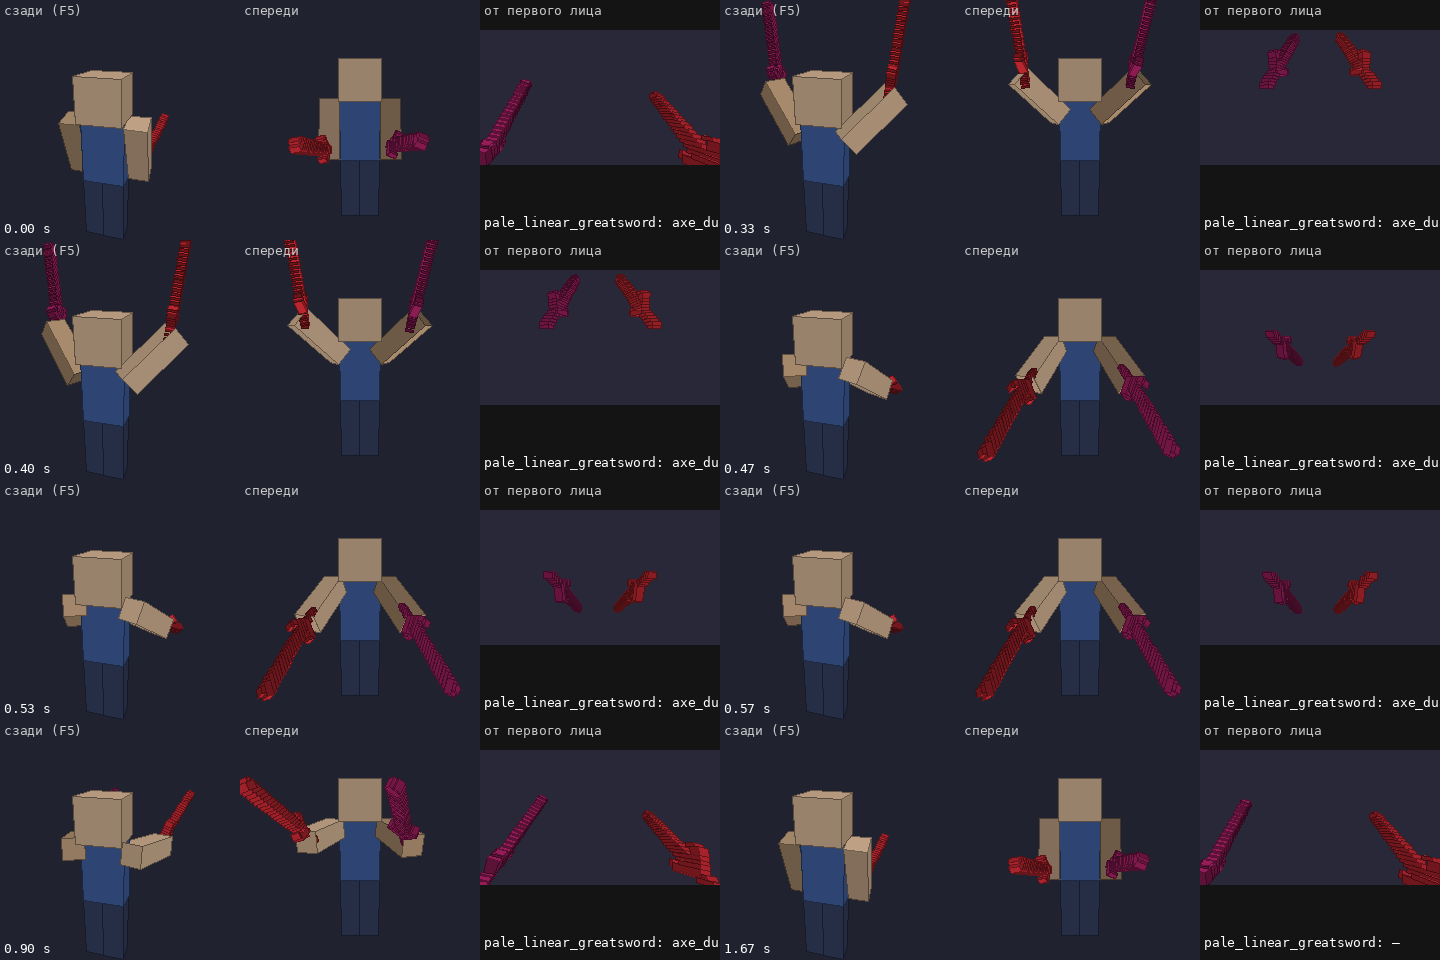 сзади (F5) спереди от первого лица сзади (F5) спереди от первого лица
0.00 s pale_linear_greatsword: axe_du 0.33 s pale_linear_greatsword: axe_du
сзади (F5) спереди от первого лица сзади (F5) спереди от первого лица
0.40 s pale_linear_greatsword: axe_du 0.47 s pale_linear_greatsword: axe_du
сзади (F5) спереди от первого лица сзади (F5) спереди от первого лица
0.53 s pale_linear_greatsword: axe_du 0.57 s pale_linear_greatsword: axe_du
сзади (F5) спереди от первого лица сзади (F5) спереди от первого лица
0.90 s pale_linear_greatsword: axe_du 1.67 s pale_linear_greatsword: —